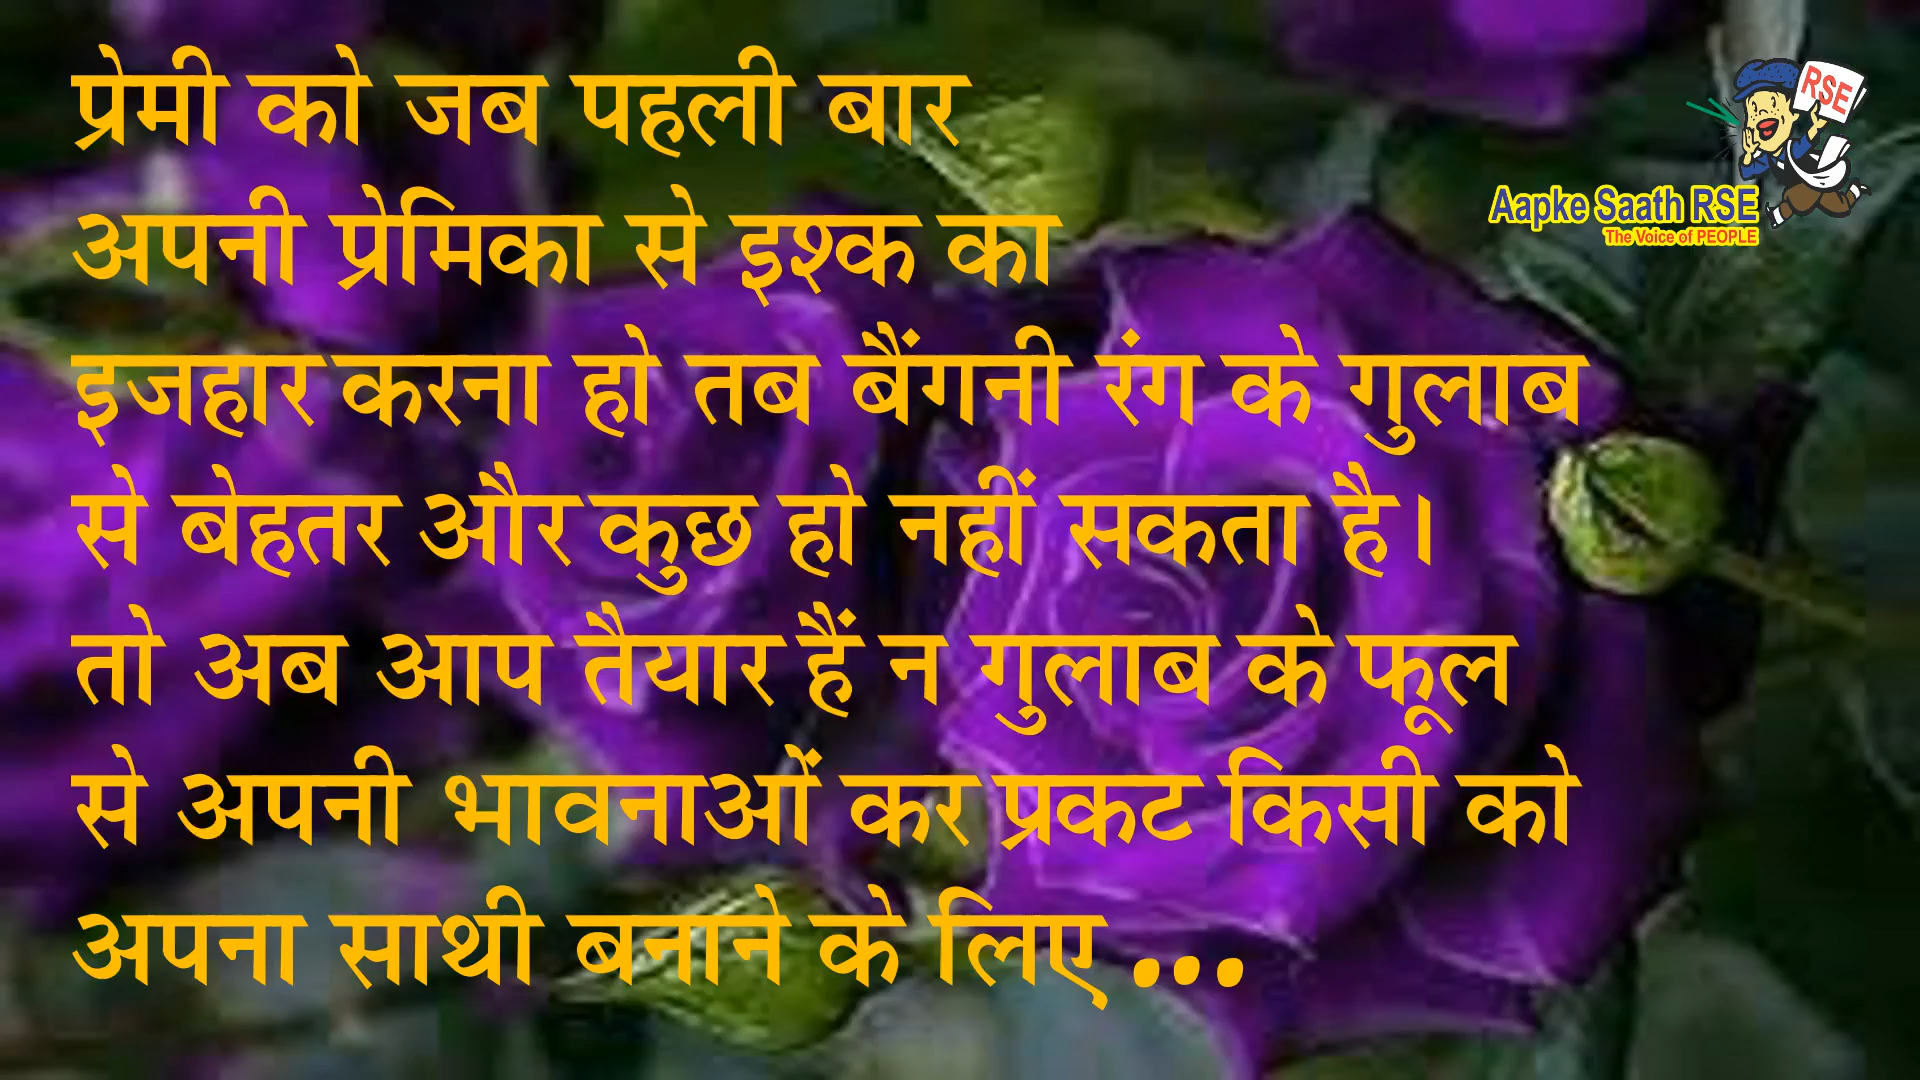 प्रेमी को जब पहली बार
अपनी प्रेमिका से इश्क का
इजहार करना हो तब बैंगनी रंग के गुलाब
से बेहतर और कुछ हो नहीं सकता है।
तो अब आप तैयार हैं न गुलाब के फूल
से अपनी भावनाओं कर प्रकट किसी को
अपना साथी बनाने के लिए ...
RSE
Aapke Saath RSE
The Voice of PEOPLE